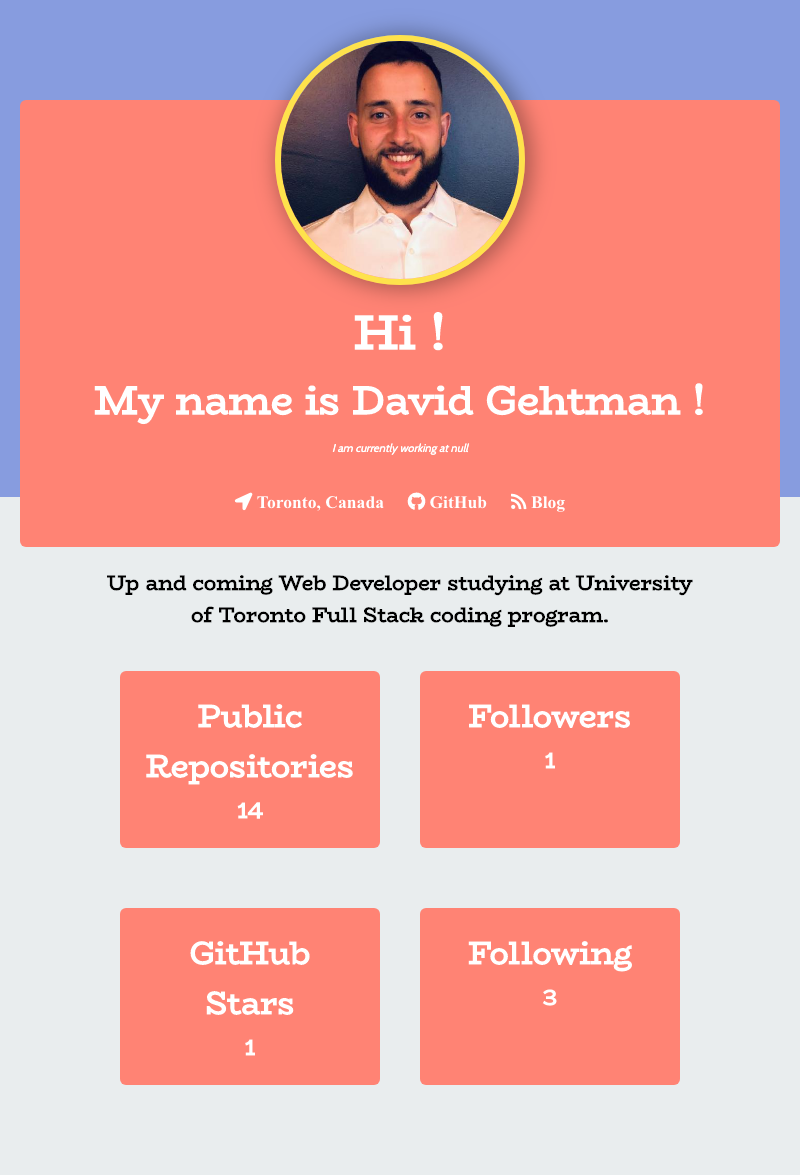 Hi !
My name is David Gehtman !
I am currently working at null
Toronto, Canada GitHub Blog
Up and coming Web Developer studying at University
of Toronto Full Stack coding program.
Public
Repositories
14
Followers
1
GitHub
Stars
1
Following
3